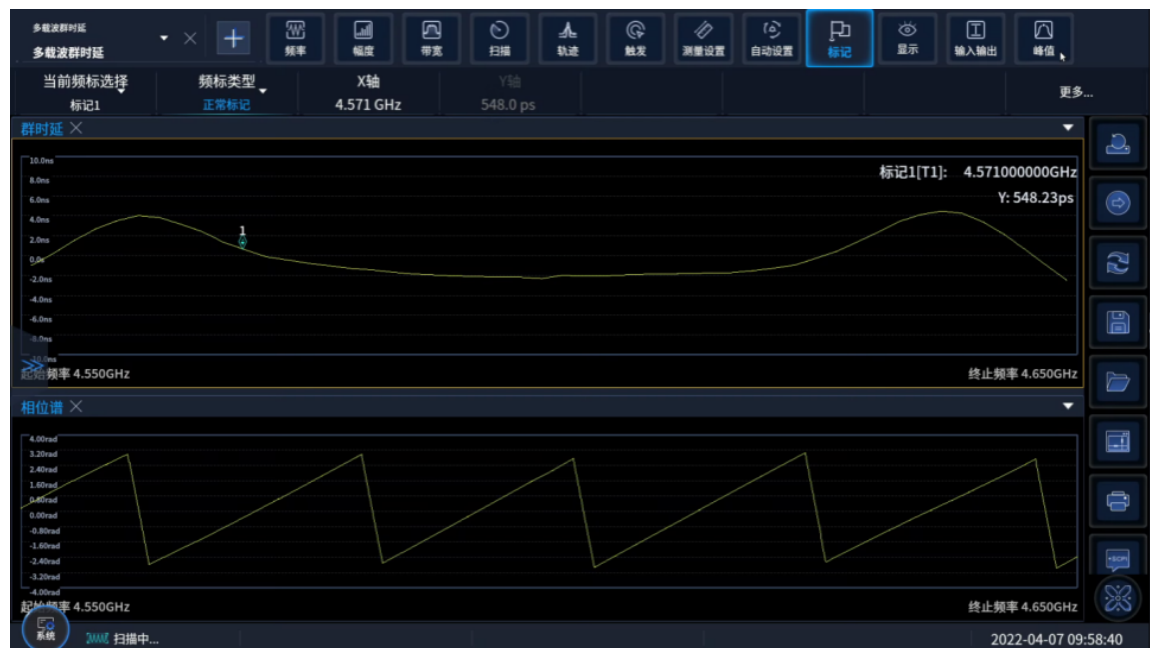 多载波群时延
多载波群时延
频率
幅度
带宽
扫描
轨迹
触发
测量设置
自动设置
标记
显示
输入输出
峰值
当前频标选择
标记1
频标类型
正常标记
X轴
4.571 GHz
Y轴
548.0 ps
更多...
群时延
10.0ns
8.0ns
6.0ns
4.0ns
2.0ns
0.0s
-2.0ns
-4.0ns
-6.0ns
-8.0ns
-10.0ns
标记1[T1]: 4.571000000GHz
Y: 548.23ps
1
起始频率 4.550GHz
终止频率 4.650GHz
相位谱
4.00rad
3.20rad
2.40rad
1.60rad
0.80rad
0.00rad
-0.80rad
-1.60rad
-2.40rad
-3.20rad
-4.00rad
起始频率 4.550GHz
终止频率 4.650GHz
系统
扫描中...
2022-04-07 09:58:40